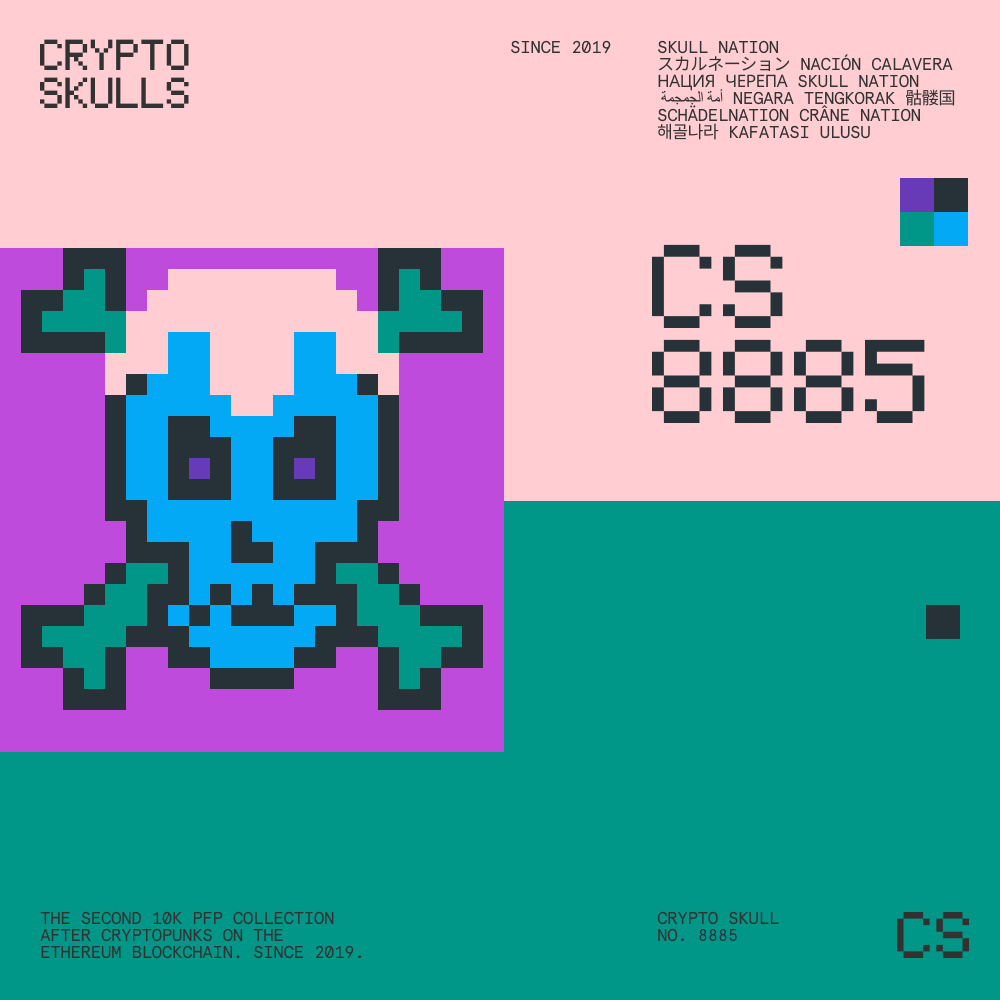 CRYPTO
SKULLS
SINCE 2019
SKULL NATION
スカルネーション NACIÓN CALAVERA
НАЦИЯ ЧЕРЕПА SKULL NATION
أمة الجمجمة NEGARA TENGKORAK 骷髅国
SCHÄDELNATION CRÂNE NATION
해골나라 KAFATASI ULUSU
CS
8885
THE SECOND 10K PFP COLLECTION
AFTER CRYPTOPUNKS ON THE
ETHEREUM BLOCKCHAIN. SINCE 2019.
CRYPTO SKULL
NO. 8885
CS